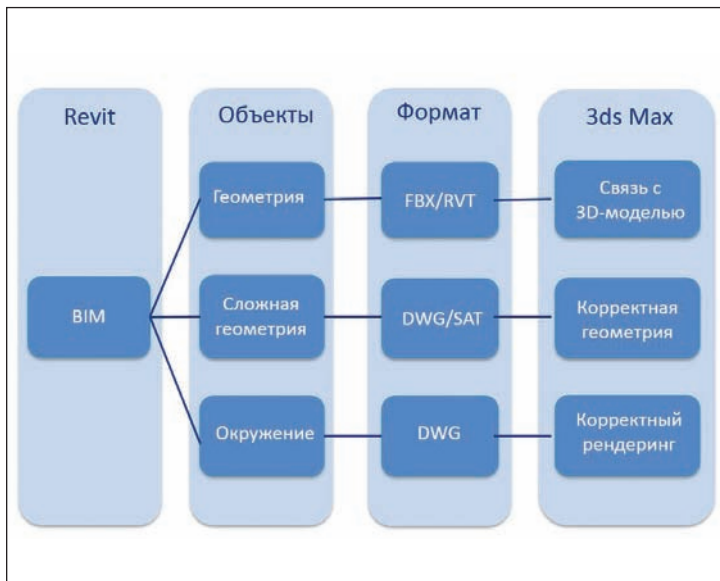 Revit
Объекты
Формат
3ds Max
Геометрия
FBX/RVT
Связь с
3D-моделью
BIM
Сложная
геометрия
DWG/SAT
Корректная
геометрия
Окружение
DWG
Корректный
рендеринг